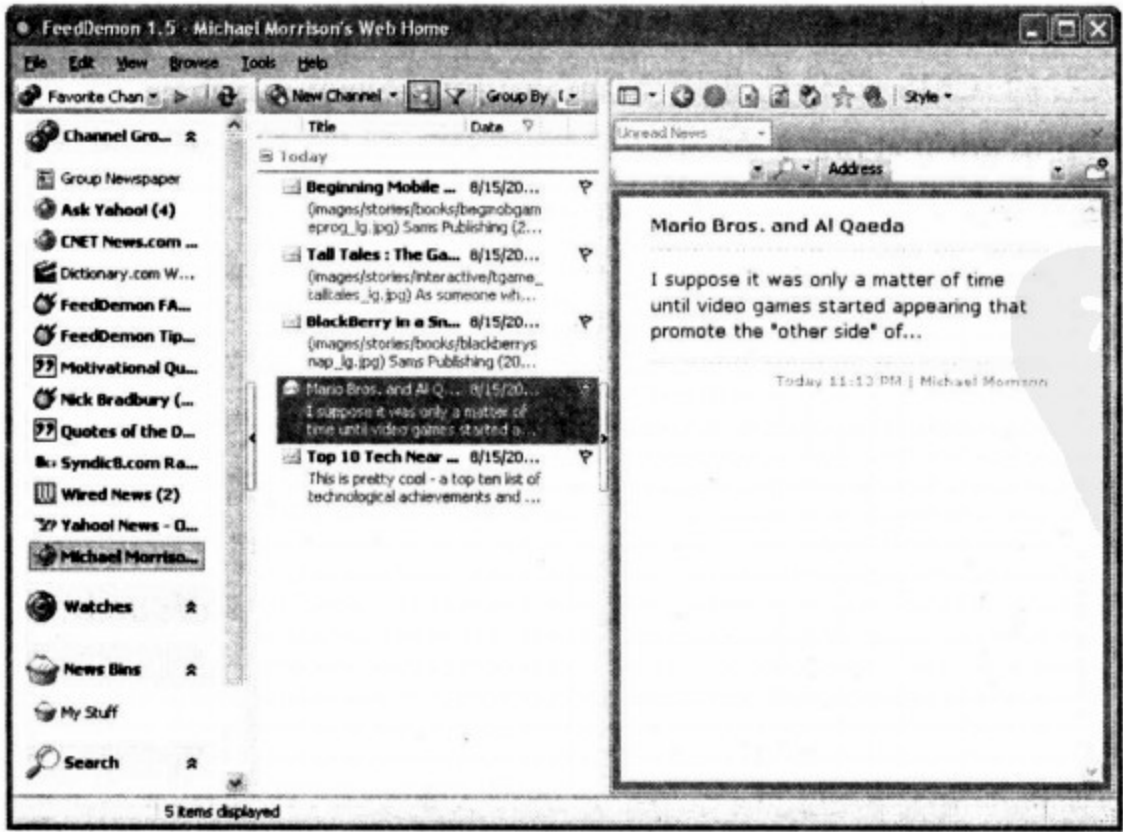 FeedDemon 1.5 - Michael Morrison's Web Home
File Edit View Browse Tools Help
Favorite Chan
New Channel Group By
Style
Channel Gro...
Group Newspaper
Ask Yahoo! (4)
CNET News.com ...
Dictionary.com W...
FeedDemon FA...
FeedDemon Tip...
Motivational Qu...
Nick Bradbury (...
Quotes of the D...
Syndic8.com Ra...
Wired News (2)
Yahoo! News - O...
Michael Morriso...
Watches
News Bins
My Stuff
Search
Title Date
Today
Beginning Mobile ... 8/15/20...
(images/stories/books/beginmobgam
eprog_lg.jpg) Sams Publishing (2...
Tall Tales : The Ga... 8/15/20...
(images/stories/interactive/tgame_
talltales_lg.jpg) As someone wh...
BlackBerry in a Sn... 8/15/20...
(images/stories/books/blackberrys
nap_lg.jpg) Sams Publishing (20...
Mario Bros. and Al Q... 8/15/20...
I suppose it was only a matter of
time until video games started a...
Top 10 Tech Near ... 8/15/20...
This is pretty cool - a top ten list of
technological achievements and ...
Unread News
Address
Mario Bros. and Al Qaeda
I suppose it was only a matter of time
until video games started appearing that
promote the "other side" of...
Today 11:13 PM | Michael Morrison
5 items displayed